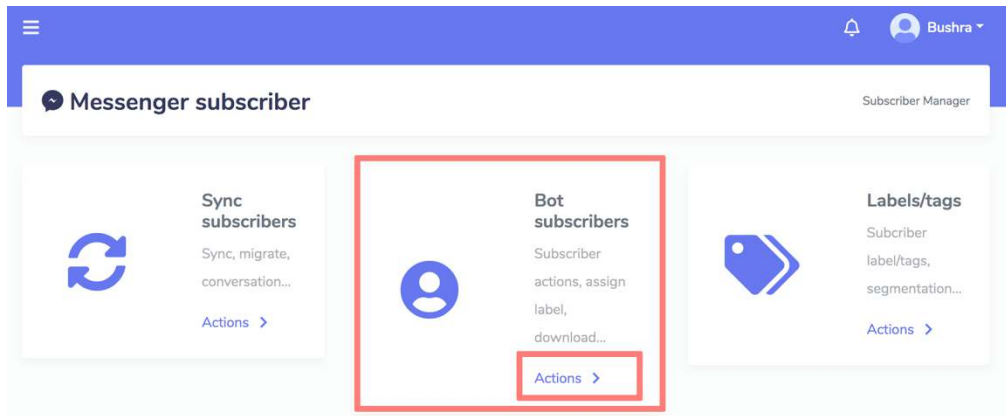 Bushra
Messenger subscriber
Subscriber Manager
Sync
subscribers
Sync, migrate,
conversation...
Actions
Bot
subscribers
Subscriber
actions, assign
label,
download...
Actions
Labels/tags
Subcriber
label/tags,
segmentation...
Actions